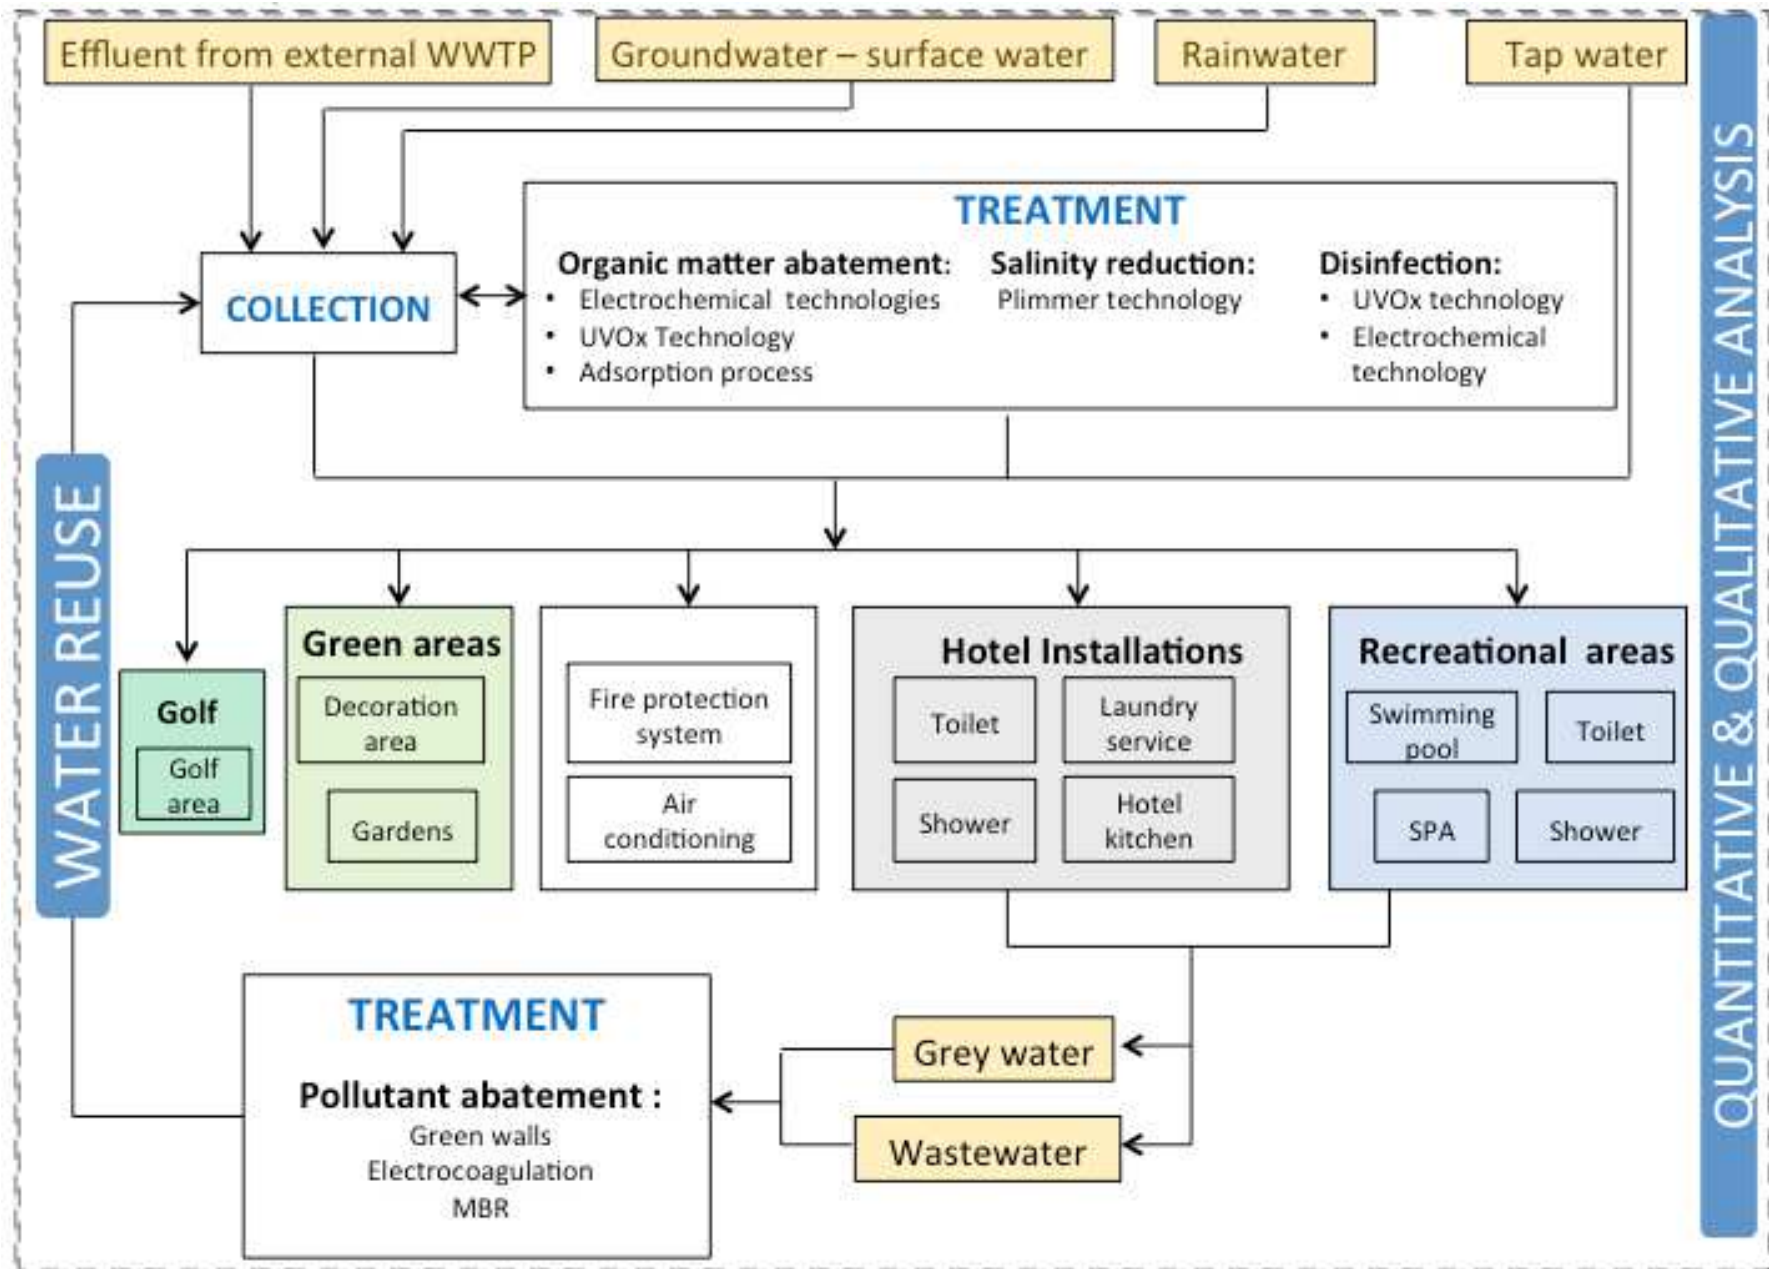 Effluent from external WWTP
Groundwater – surface water
Rainwater
Tap water
TREATMENT
Organic matter abatement:
• Electrochemical technologies
• UVOx Technology
• Adsorption process
Salinity reduction:
Plimmer technology
Disinfection:
• UVOx technology
• Electrochemical
technology
COLLECTION
WATER REUSE
QUANTITATIVE & QUALITATIVE ANALYSIS
Golf
Golf
area
Green areas
Decoration
area
Gardens
Fire protection
system
Air
conditioning
Hotel Installations
Toilet
Laundry
service
Shower
Hotel
kitchen
Recreational areas
Swimming
pool
Toilet
SPA
Shower
TREATMENT
Pollutant abatement :
Green walls
Electrocoagulation
MBR
Grey water
Wastewater